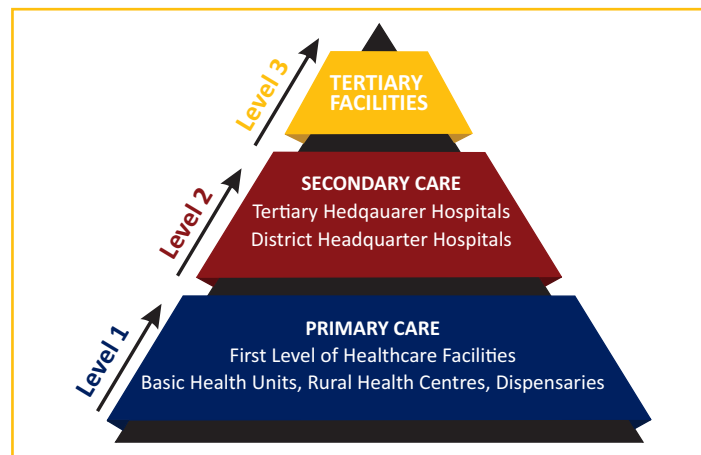 Level 3
TERTIARY
FACILITIES
Level 2
SECONDARY CARE
Tertiary Hedqauarer Hospitals
District Headquarter Hospitals
Level 1
PRIMARY CARE
First Level of Healthcare Facilities
Basic Health Units, Rural Health Centres, Dispensaries